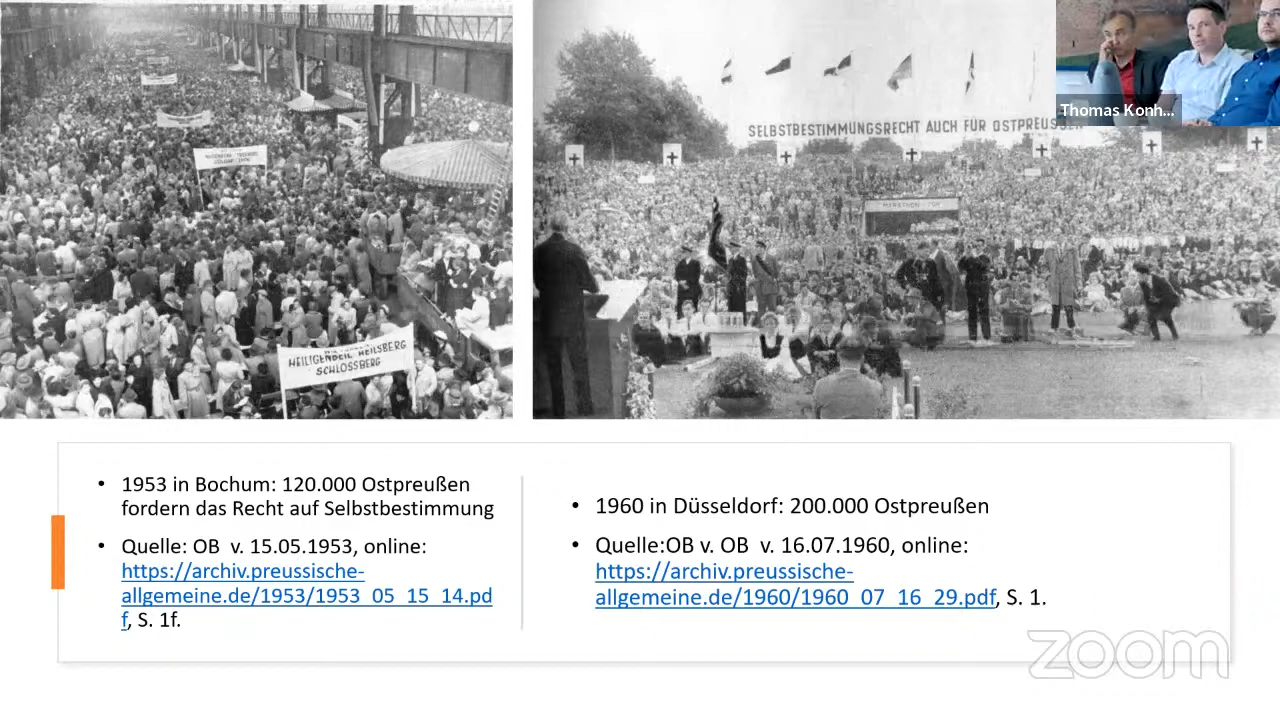 Thomas Konh...
SELBSTBESTIMMUNGSRECHT AUCH FÜR OSTPREUSSEN
HEILIGENBEIL HEILSBERG
SCHLOSSBERG
• 1953 in Bochum: 120.000 Ostpreußen
fordern das Recht auf Selbstbestimmung
• Quelle: OB v. 15.05.1953, online:
https://archiv.preussische-
allgemeine.de/1953/1953_05_15_14.pd
f, S. 1f.
• 1960 in Düsseldorf: 200.000 Ostpreußen
• Quelle:OB v. OB v. 16.07.1960, online:
https://archiv.preussische-
allgemeine.de/1960/1960_07_16_29.pdf, S. 1.
zoom